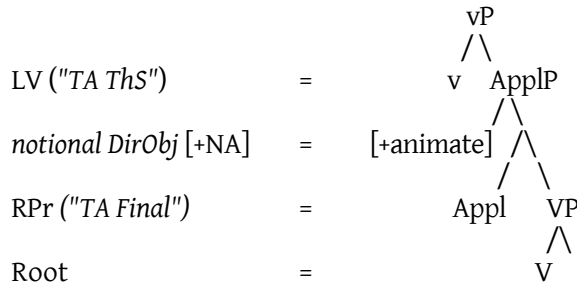 vP
LV ("TA ThS") = v ApplP
notional DirObj [+NA] = [+animate]
RPr ("TA Final") = Appl VP
Root = V